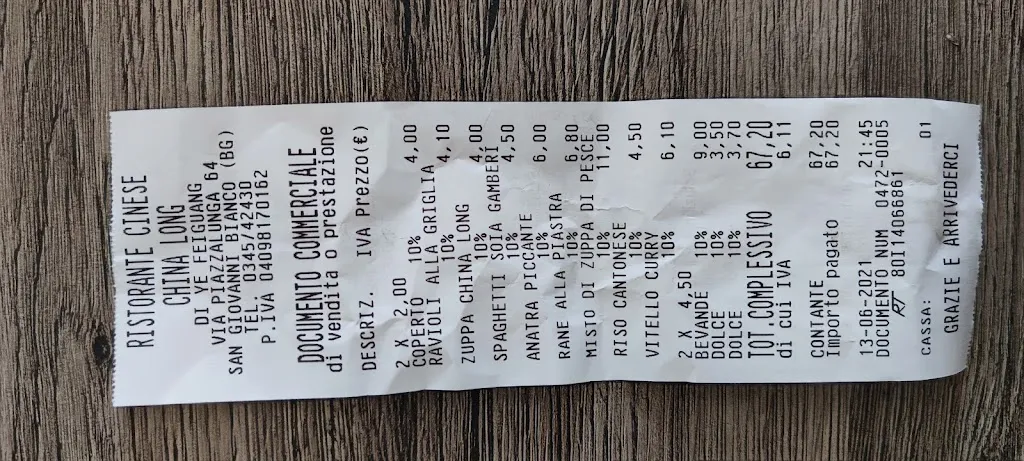 RISTORANTE CINESE
CHINA LONG
DI YE FEIGUANG
VIA PIAZZALUNGA 64
SAN GIOVANNI BIANCO (BG)
TEL. 0345/42430
P.IVA 04098170162
DOCUMENTO COMMERCIALE
di vendita o prestazione
DESCRIZ. IVA Prezzo(€)
2 X 2,00
COPERTO 10% 4,00
RAVIOLI ALLA GRIGLIA
10% 4,10
ZUPPA CHINA LONG
10% 4,00
SPAGHETTI SOIA GAMBERI
10% 4,50
ANATRA PICCANTE
10% 6,00
RANE ALLA PIASTRA
10% 6,80
MISTO DI ZUPPA DI PESCE
10% 11,00
RISO CANTONESE
10% 4,50
VITELLO CURRY
10% 6,10
2 X 4,50
BEVANDE 10% 9,00
DOLCE 10% 3,50
DOLCE 10% 3,70
TOT.COMPLESSIVO 67,20
di cui IVA 6,11
CONTANTE 67,20
Importo pagato 67,20
13-06-2021 21:45
DOCUMENTO NUM 0472-0005
RT 80I14066861
CASSA: 01
GRAZIE E ARRIVEDERCI